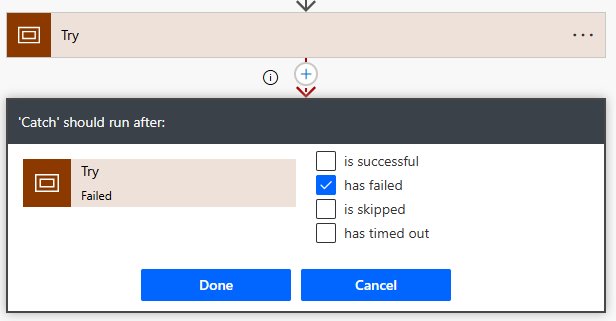 Try
'Catch' should run after:
Try
Failed
is successful
has failed
is skipped
has timed out
Done
Cancel